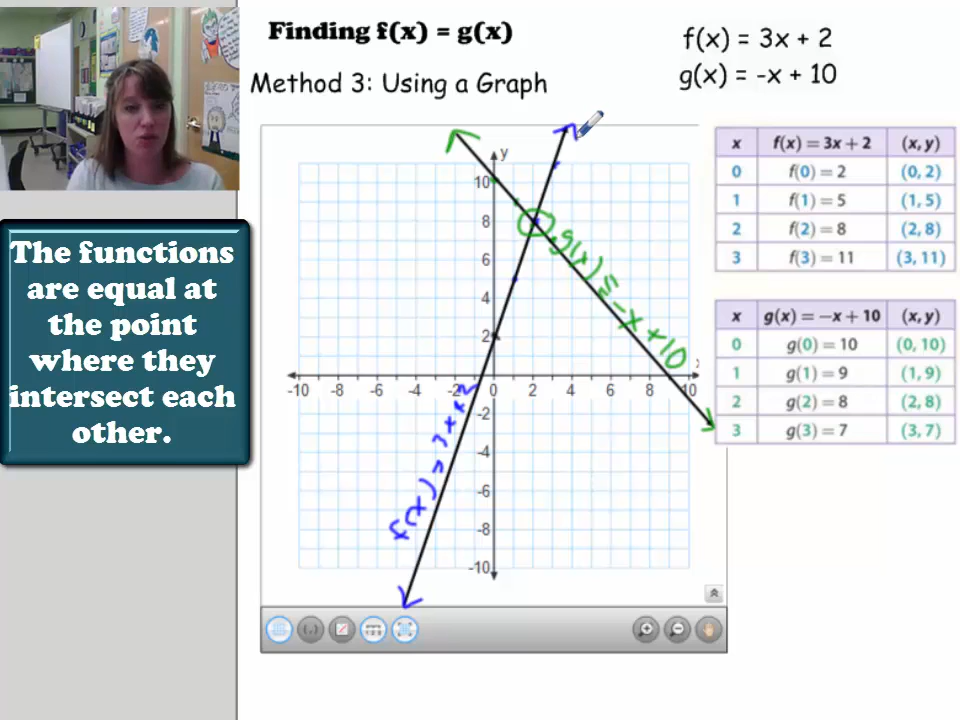 Finding f(x) = g(x)
Method 3: Using a Graph
f(x) = 3x + 2
g(x) = -x + 10
The functions
are equal at
the point
where they
intersect each
other.
x f(x) = 3x + 2 (x, y)
0 f(0) = 2 (0, 2)
1 f(1) = 5 (1, 5)
2 f(2) = 8 (2, 8)
3 f(3) = 11 (3, 11)
x g(x) = −x + 10 (x, y)
0 g(0) = 10 (0, 10)
1 g(1) = 9 (1, 9)
2 g(2) = 8 (2, 8)
3 g(3) = 7 (3, 7)
y
10
8
6
4
2
-10 -8 -6 -4 -2 0 2 4 6 8 10 x
-2
-4
-6
-8
-10
g(x) = -x + 10
f(x) = 3x + 2
(,)